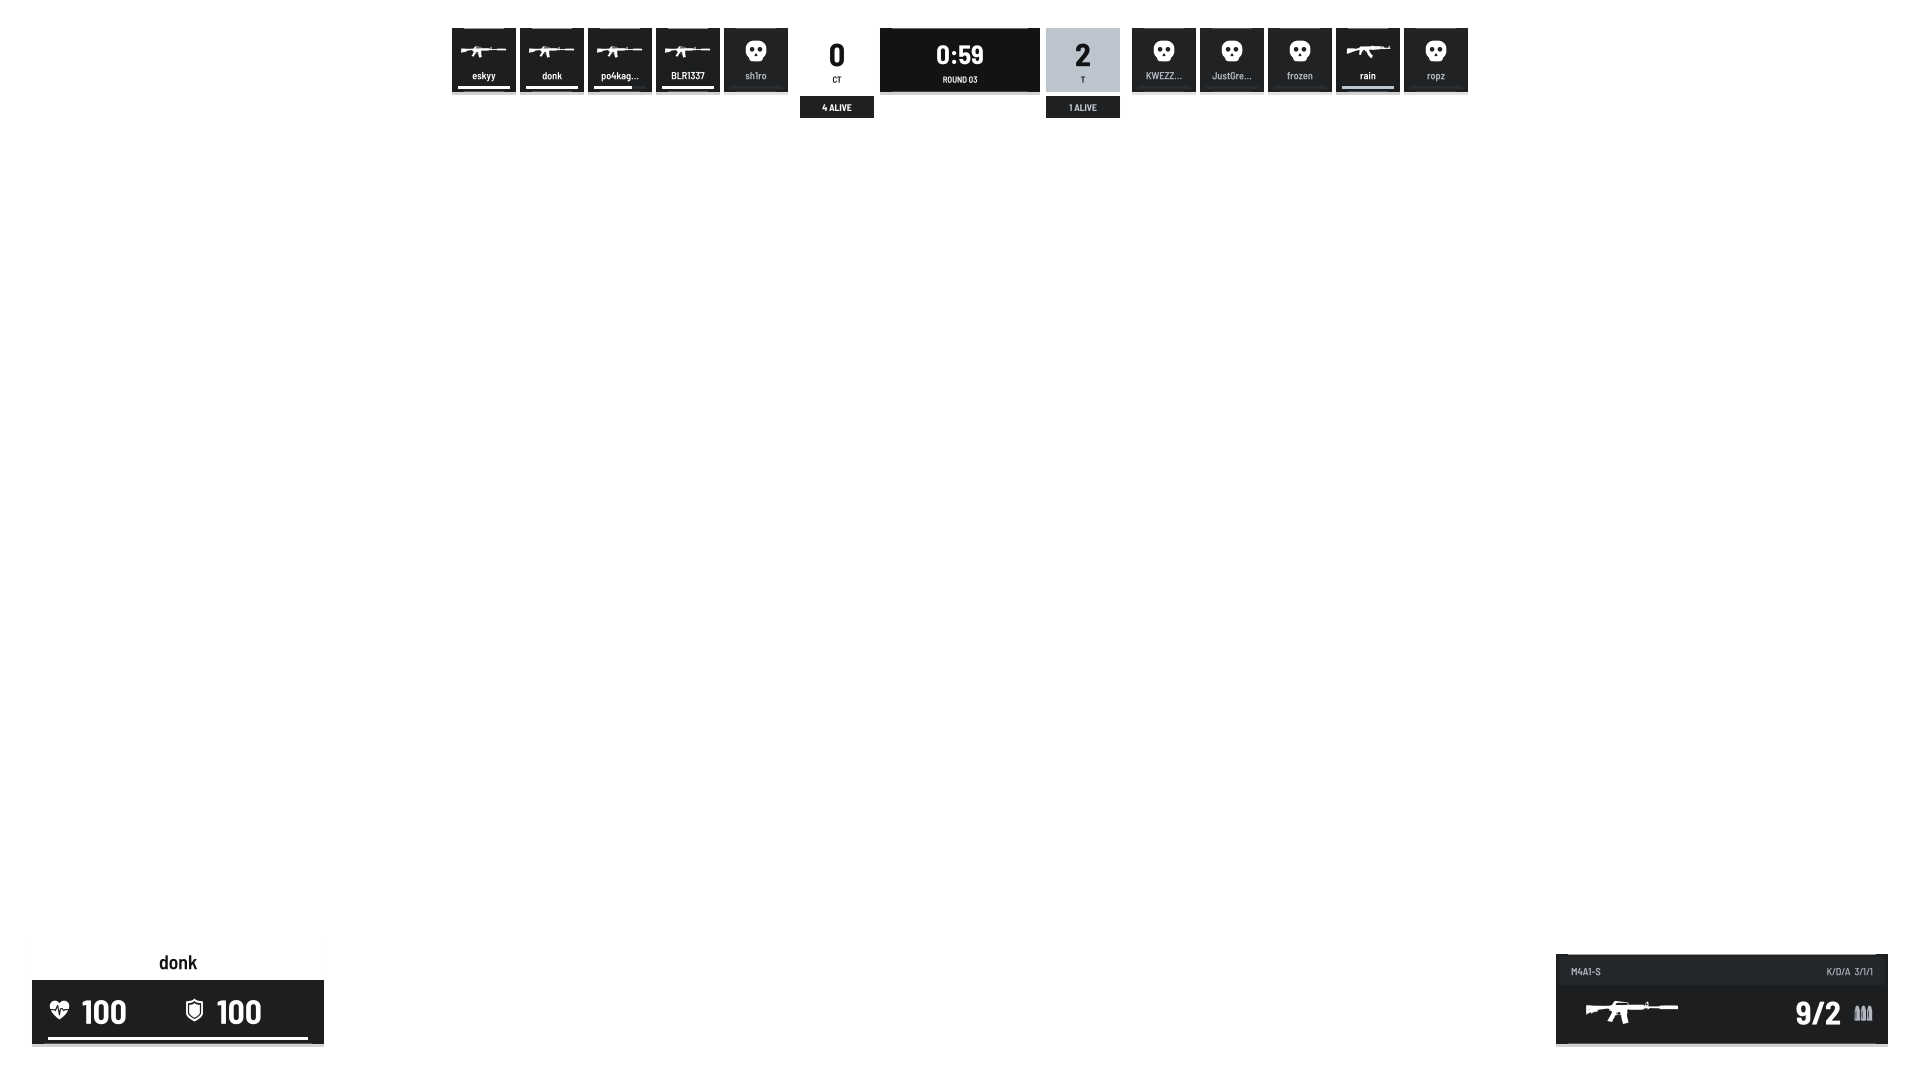 eskyy
donk
po4kag...
BLR1337
sh1ro
0
CT
4 ALIVE
0:59
ROUND 03
2
T
1 ALIVE
KWEZZ...
JustGre...
frozen
rain
ropz
donk
100
100
M4A1-S
K/D/A 3/1/1
9/2